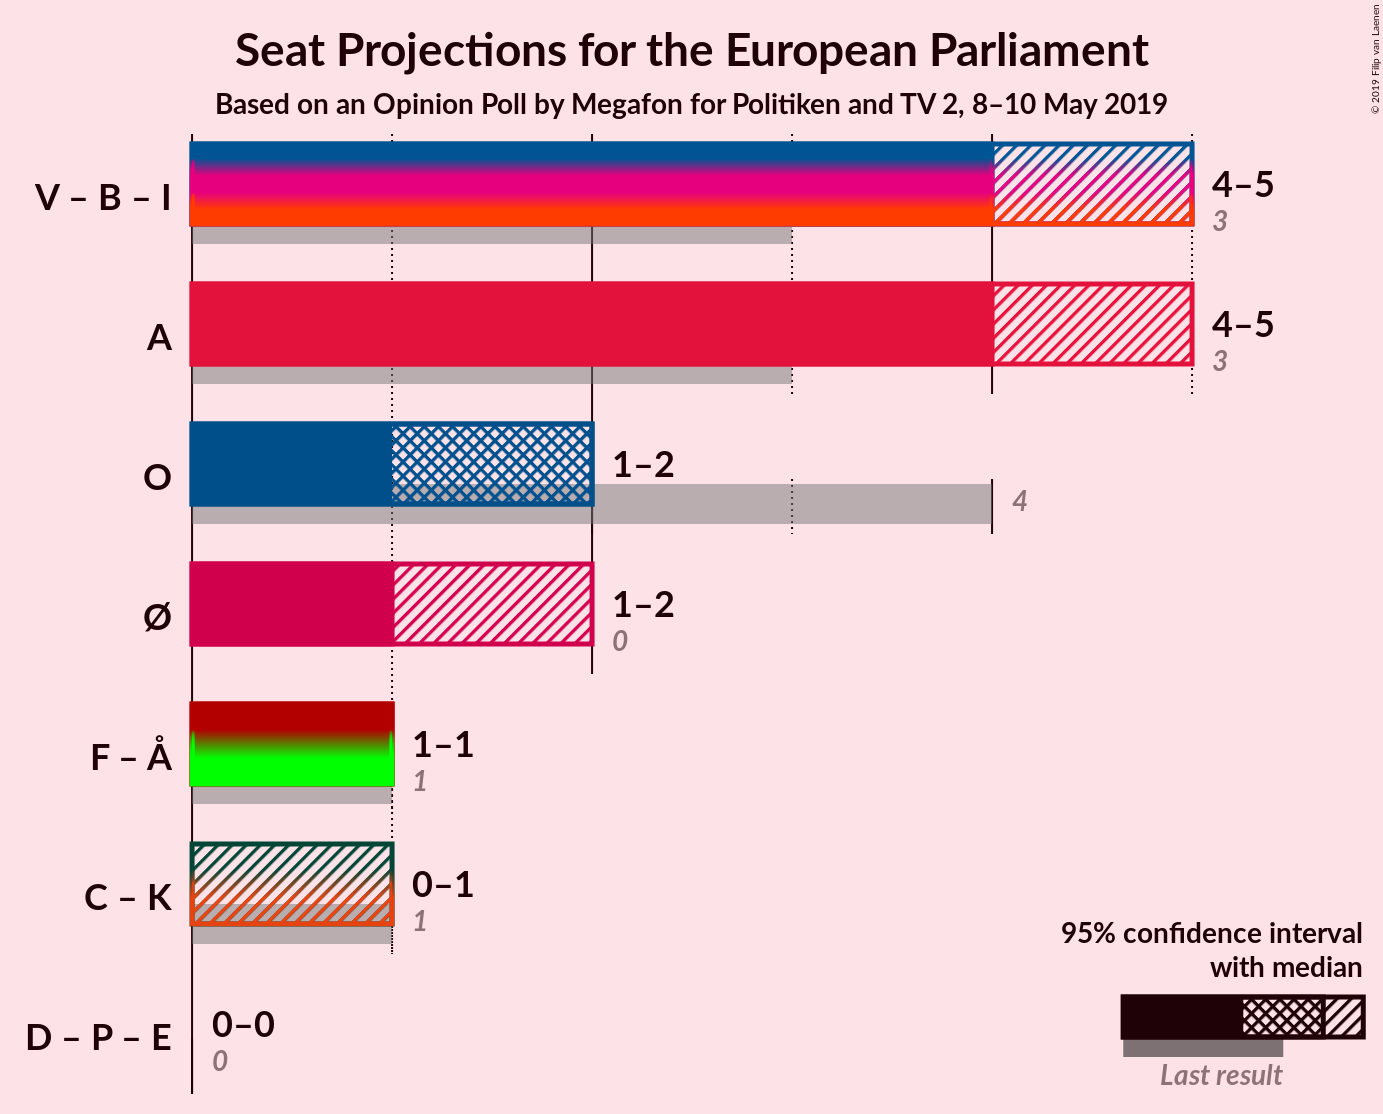 Seat Projections for the European Parliament
Based on an Opinion Poll by Megafon for Politiken and TV 2, 8–10 May 2019
© 2019 Filip van Laenen
V – B – I
4–5
3
A
4–5
3
O
1–2
4
Ø
1–2
0
F – Å
1–1
1
C – K
0–1
1
D – P – E
0–0
0
95% confidence interval
with median
Last result